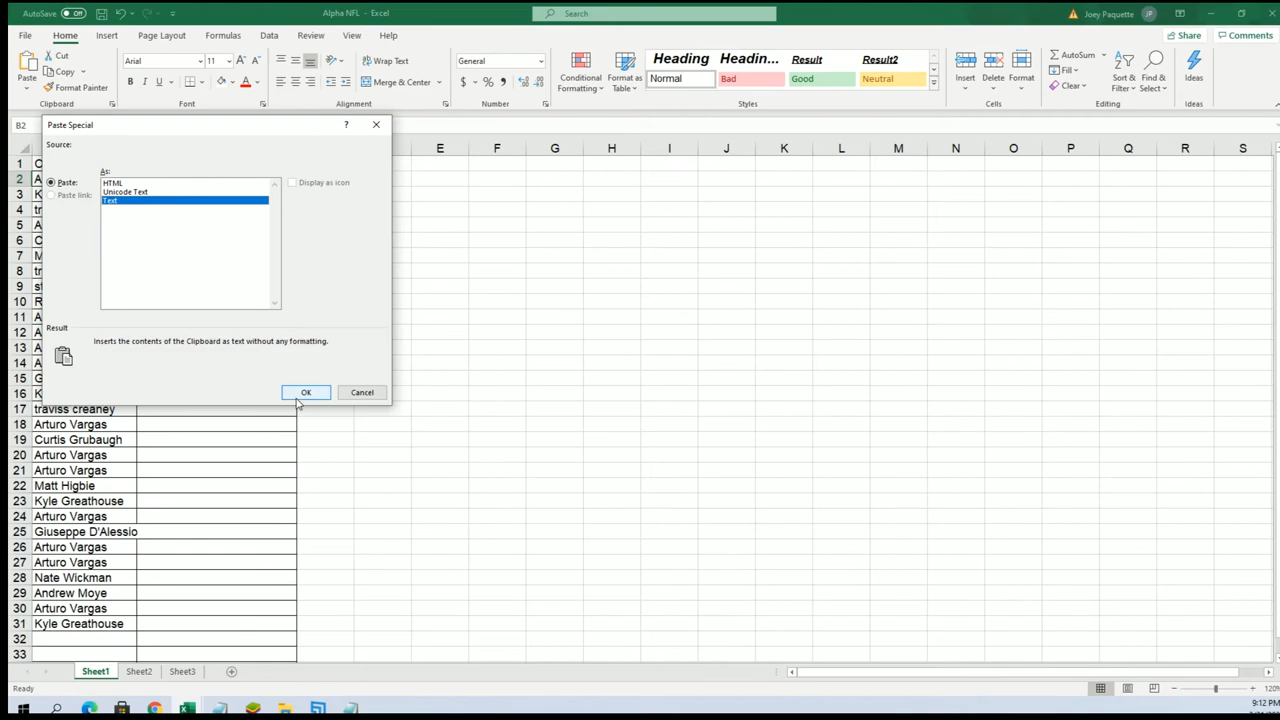 AutoSave Off Alpha NFL - Excel Search Joey Paquette JP
File Home Insert Page Layout Formulas Data Review View Help Share Comments
Paste Cut Copy Format Painter Clipboard
Arial 11 B I U A Font
Wrap Text Merge & Center Alignment
General $ % Number
Conditional Formatting Format as Table
Heading Headin... Result Result2
Normal Bad Good Neutral
Styles
Insert Delete Format Cells
AutoSum Fill Clear Sort & Filter Find & Select Editing
Ideas Ideas
B2
Paste Special ?
Source:
As:
Paste: HTML Display as icon
Paste link: Unicode Text
Text
Result
Inserts the contents of the Clipboard as text without any formatting.
OK Cancel
E F G H I J K L M N O P Q R S
1 C
2 A
3 K
4 tr
5 A
6 C
7 M
8 tr
9 st
10 R
11 A
12 A
13 A
14 A
15 G
16 K
17 traviss creaney
18 Arturo Vargas
19 Curtis Grubaugh
20 Arturo Vargas
21 Arturo Vargas
22 Matt Higbie
23 Kyle Greathouse
24 Arturo Vargas
25 Giuseppe D'Alessio
26 Arturo Vargas
27 Arturo Vargas
28 Nate Wickman
29 Andrew Moye
30 Arturo Vargas
31 Kyle Greathouse
32
33
Sheet1 Sheet2 Sheet3
Ready 120%
9:12 PM